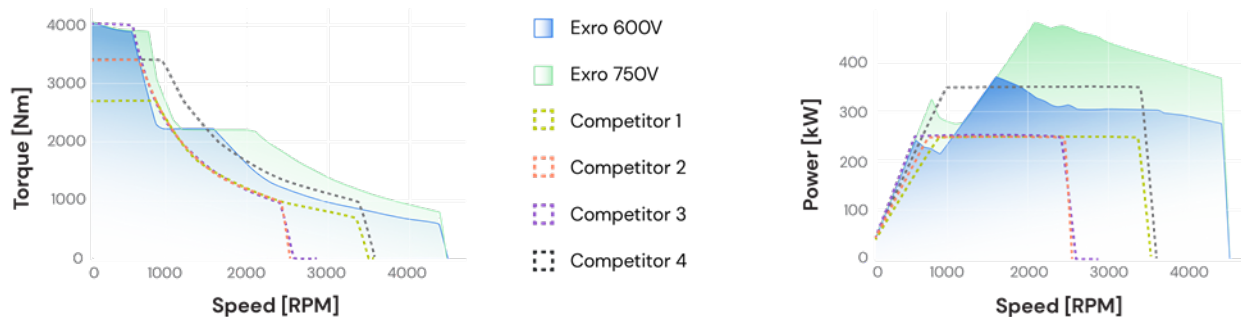 Torque [Nm]
4000
3000
2000
1000
0
0 1000 2000 3000 4000
Speed [RPM]
Exro 600V
Exro 750V
Competitor 1
Competitor 2
Competitor 3
Competitor 4
Power [kW]
400
300
200
100
0
0 1000 2000 3000 4000
Speed [RPM]